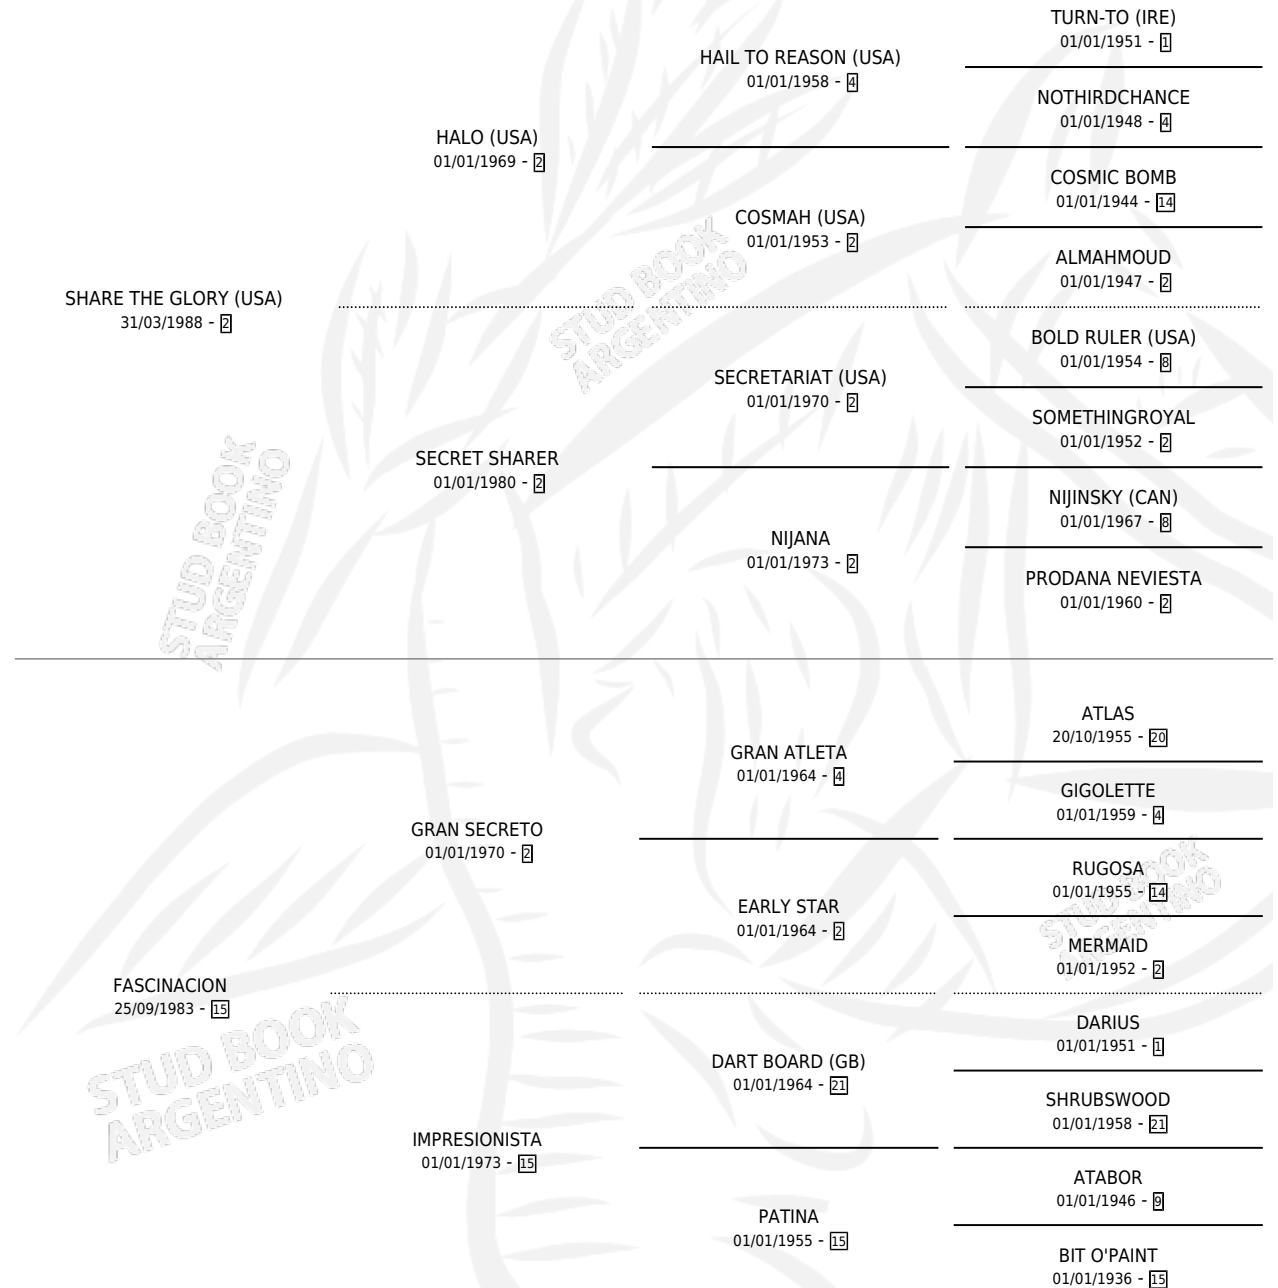 TURN-TO (IRE)
01/01/1951 - 1
HAIL TO REASON (USA)
01/01/1958 - 4
NOTHIRDCHANCE
01/01/1948 - 4
HALO (USA)
01/01/1969 - 2
COSMIC BOMB
01/01/1944 - 14
COSMAH (USA)
01/01/1953 - 2
ALMAHMOUD
01/01/1947 - 2
SHARE THE GLORY (USA)
31/03/1988 - 2
BOLD RULER (USA)
01/01/1954 - 8
SECRETARIAT (USA)
01/01/1970 - 2
SOMETHINGROYAL
01/01/1952 - 2
SECRET SHARER
01/01/1980 - 2
NIJINSKY (CAN)
01/01/1967 - 8
NIJANA
01/01/1973 - 2
PRODANA NEVIESTA
01/01/1960 - 2
ATLAS
20/10/1955 - 20
GRAN ATLETA
01/01/1964 - 4
GIGOLETTE
01/01/1959 - 4
GRAN SECRETO
01/01/1970 - 2
RUGOSA
01/01/1955 - 14
EARLY STAR
01/01/1964 - 2
MERMAID
01/01/1952 - 2
FASCINACION
25/09/1983 - 15
DARIUS
01/01/1951 - 1
DART BOARD (GB)
01/01/1964 - 21
SHRUBSWOOD
01/01/1958 - 21
IMPRESIONISTA
01/01/1973 - 15
ATABOR
01/01/1946 - 9
PATINA
01/01/1955 - 15
BIT O'PAINT
01/01/1936 - 15
STUD BOOK
ARGENTINO
STUD BOOK
ARGENTINO
STUD BOOK
ARGENTINO
STUD BOOK
ARGENTINO